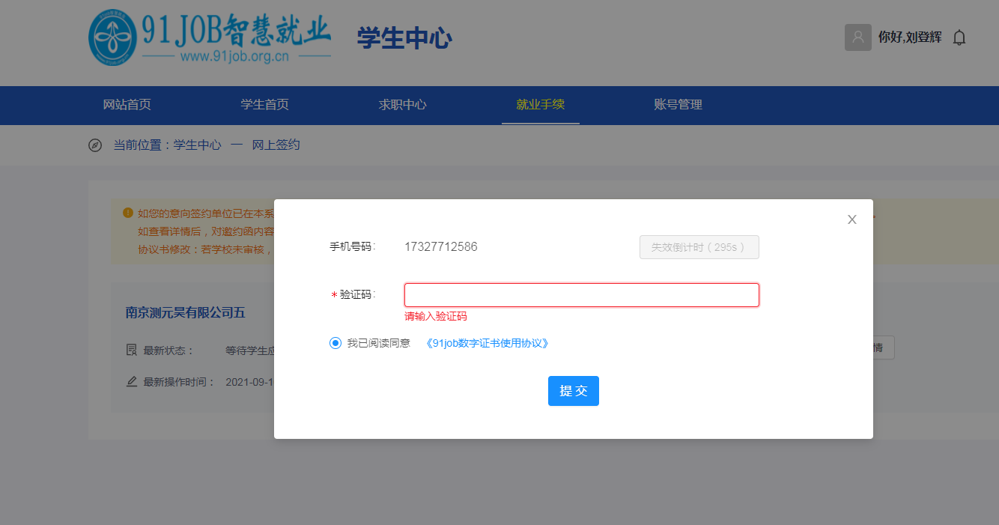 91JOB智慧就业
www.91job.org.cn
学生中心
你好,刘登辉
网站首页 学生首页 求职中心 就业手续 账号管理
当前位置：学生中心 一 网上签约
如您的意向签约单位已在本系
如查看详情后，对邀约函内容
协议书修改：若学校未审核，
X
手机号码： 17327712586 失效倒计时（295s）
* 验证码：
请输入验证码
我已阅读同意 《91job数字证书使用协议》
提 交
南京测元昊有限公司五
最新状态： 等待学生应
情
最新操作时间： 2021-09-1